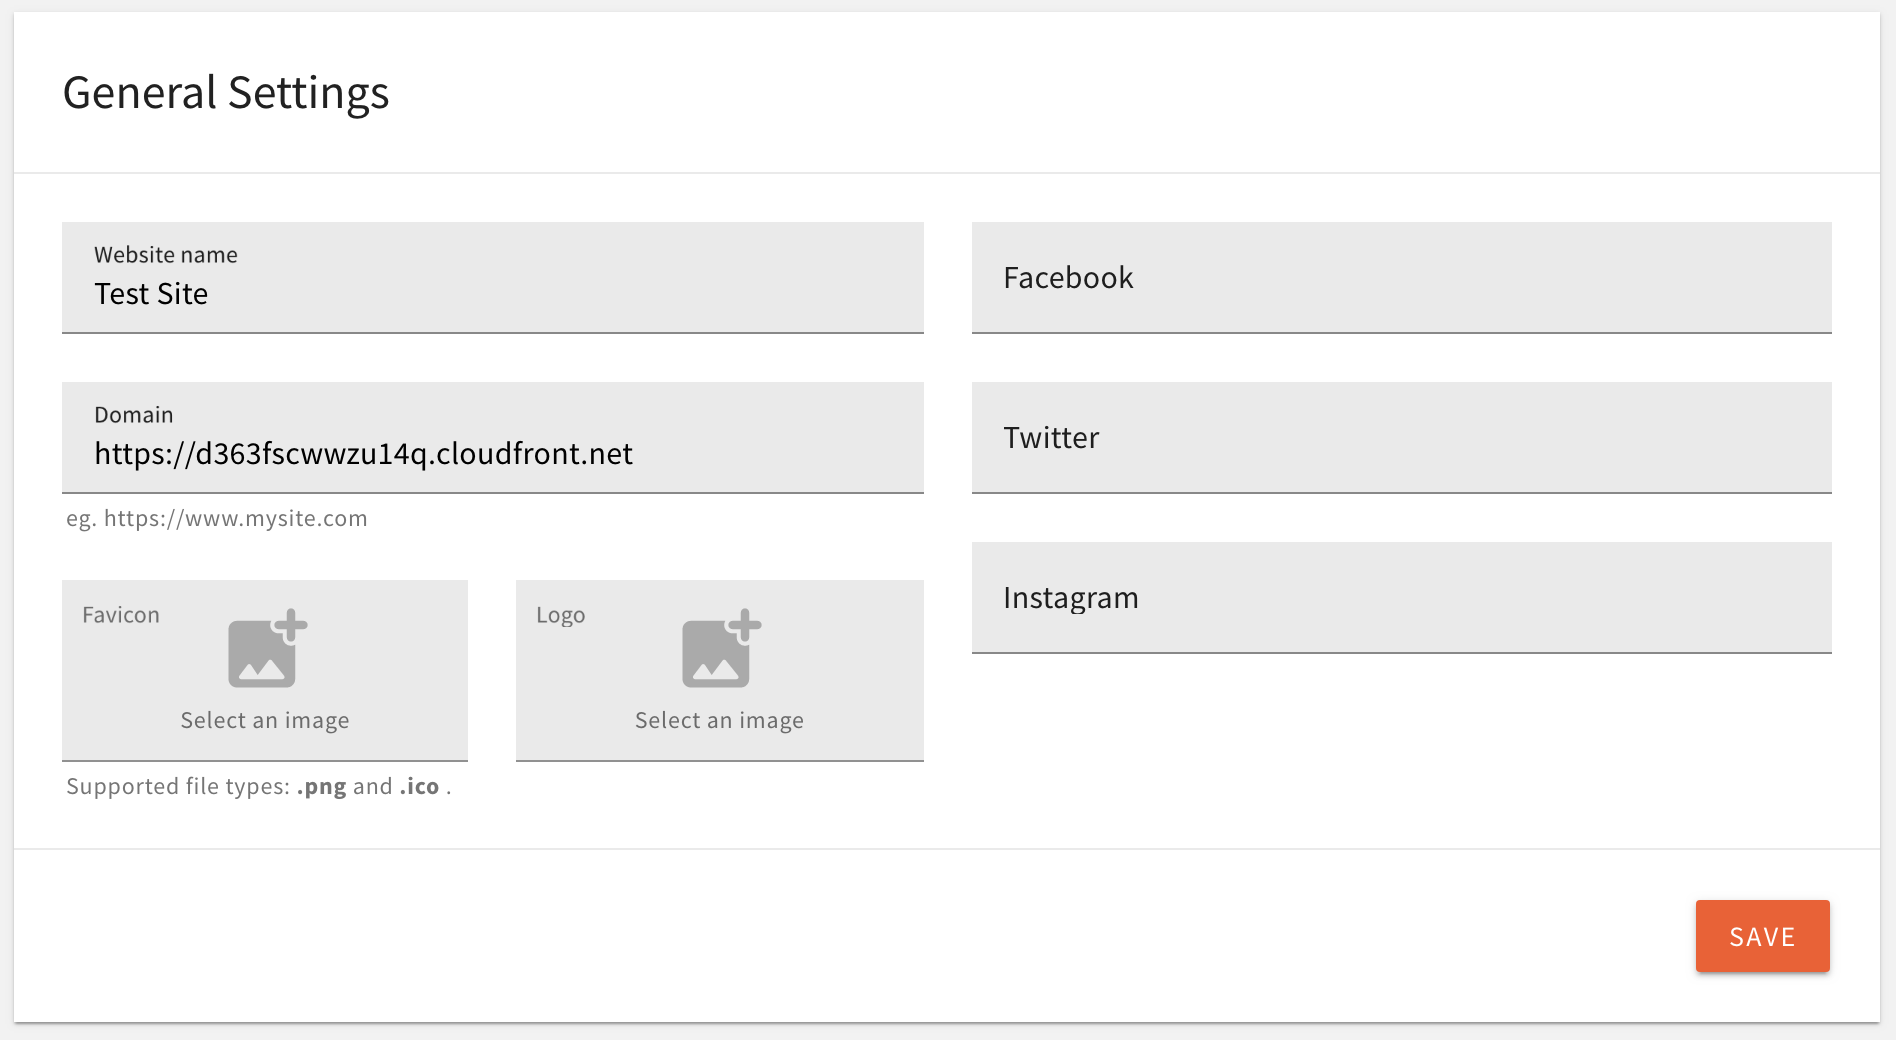 General Settings
Website name
Test Site
Domain
https://d363fscwwzu14q.cloudfront.net
eg. https://www.mysite.com
Favicon
Select an image
Supported file types: .png and .ico .
Logo
Select an image
Facebook
Twitter
Instagram
SAVE